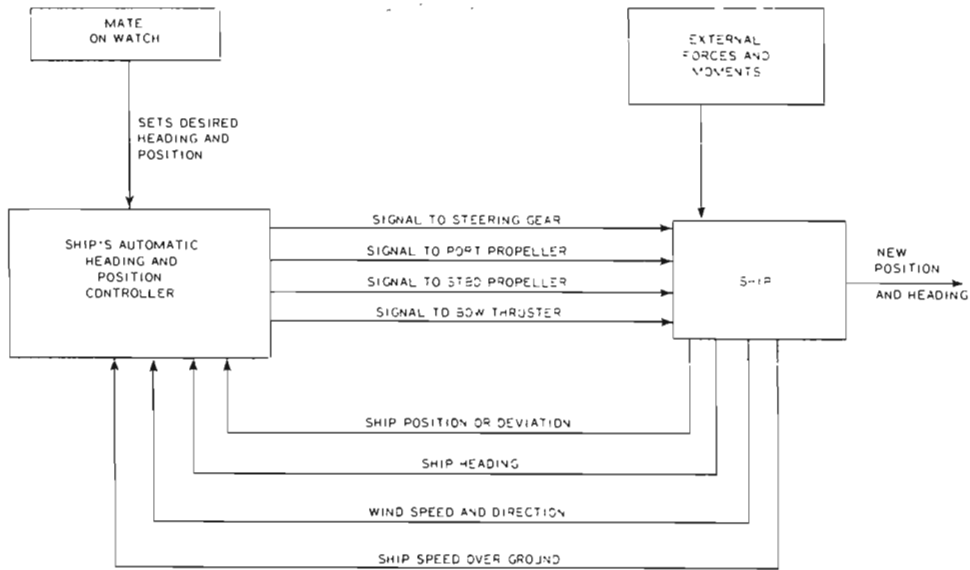 MATE
ON WATCH
EXTERNAL
FORCES AND
MOMENTS
SETS DESIRED
HEADING AND
POSITION
SHIP'S AUTOMATIC
HEADING AND
POSITION
CONTROLLER
SIGNAL TO STEERING GEAR
SIGNAL TO PORT PROPELLER
SIGNAL TO STBD PROPELLER
SIGNAL TO BOW THRUSTER
SHIP
NEW
POSITION
AND HEADING
SHIP POSITION OR DEVIATION
SHIP HEADING
WIND SPEED AND DIRECTION
SHIP SPEED OVER GROUND